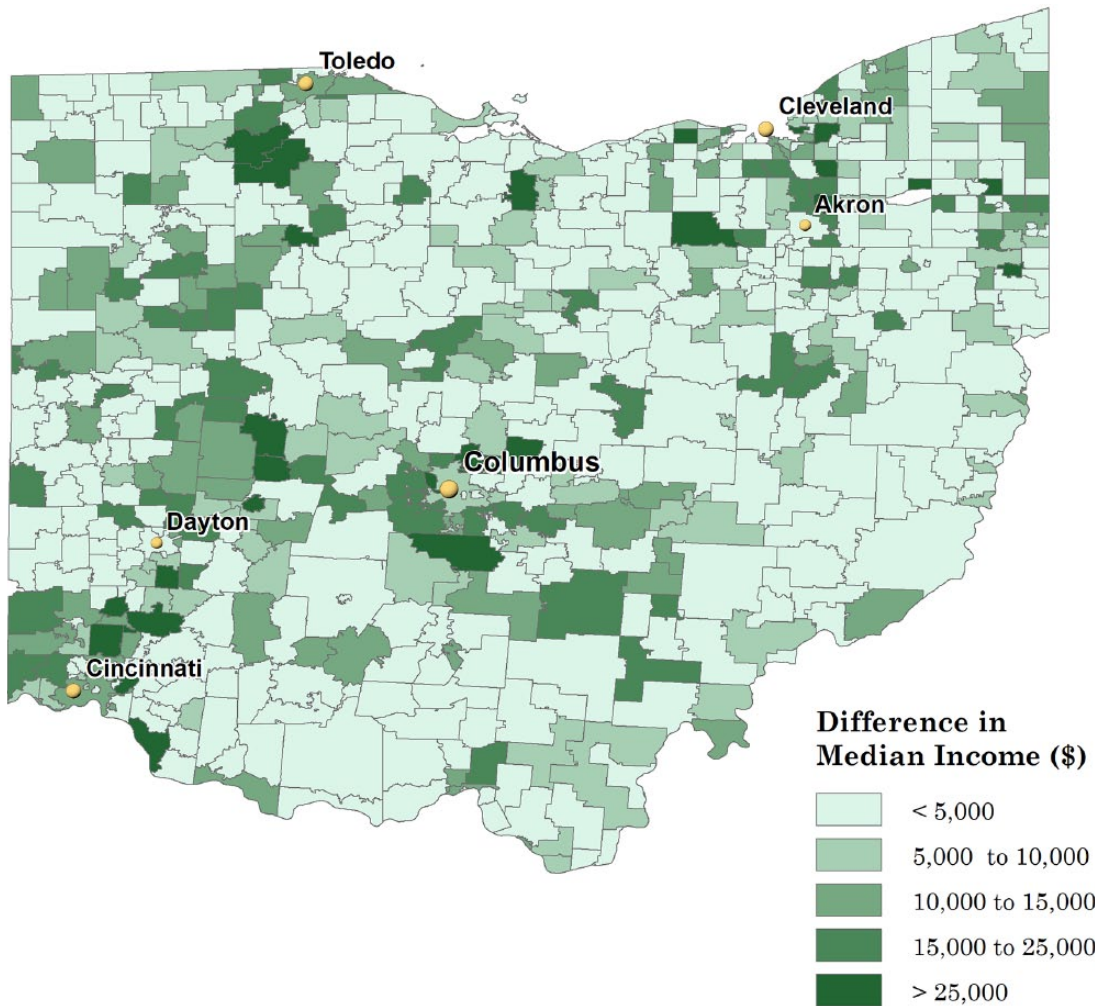 Toledo
Cleveland
Akron
Columbus
Dayton
Cincinnati
Difference in
Median Income ($)
< 5,000
5,000 to 10,000
10,000 to 15,000
15,000 to 25,000
> 25,000